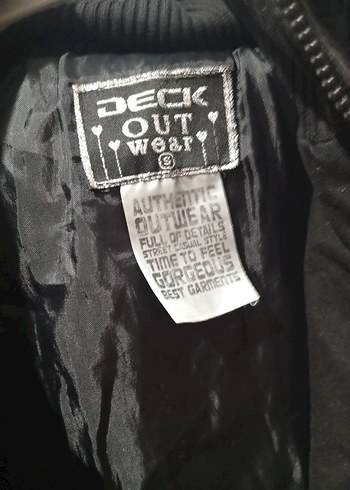 DECK
OUT
wear
S
AUTHENTIC
OUTWEAR
FULL OF DETAILS
STREET CASUAL STYLE
TIME TO FEEL
GORGEOUS
BEST GARMENTS